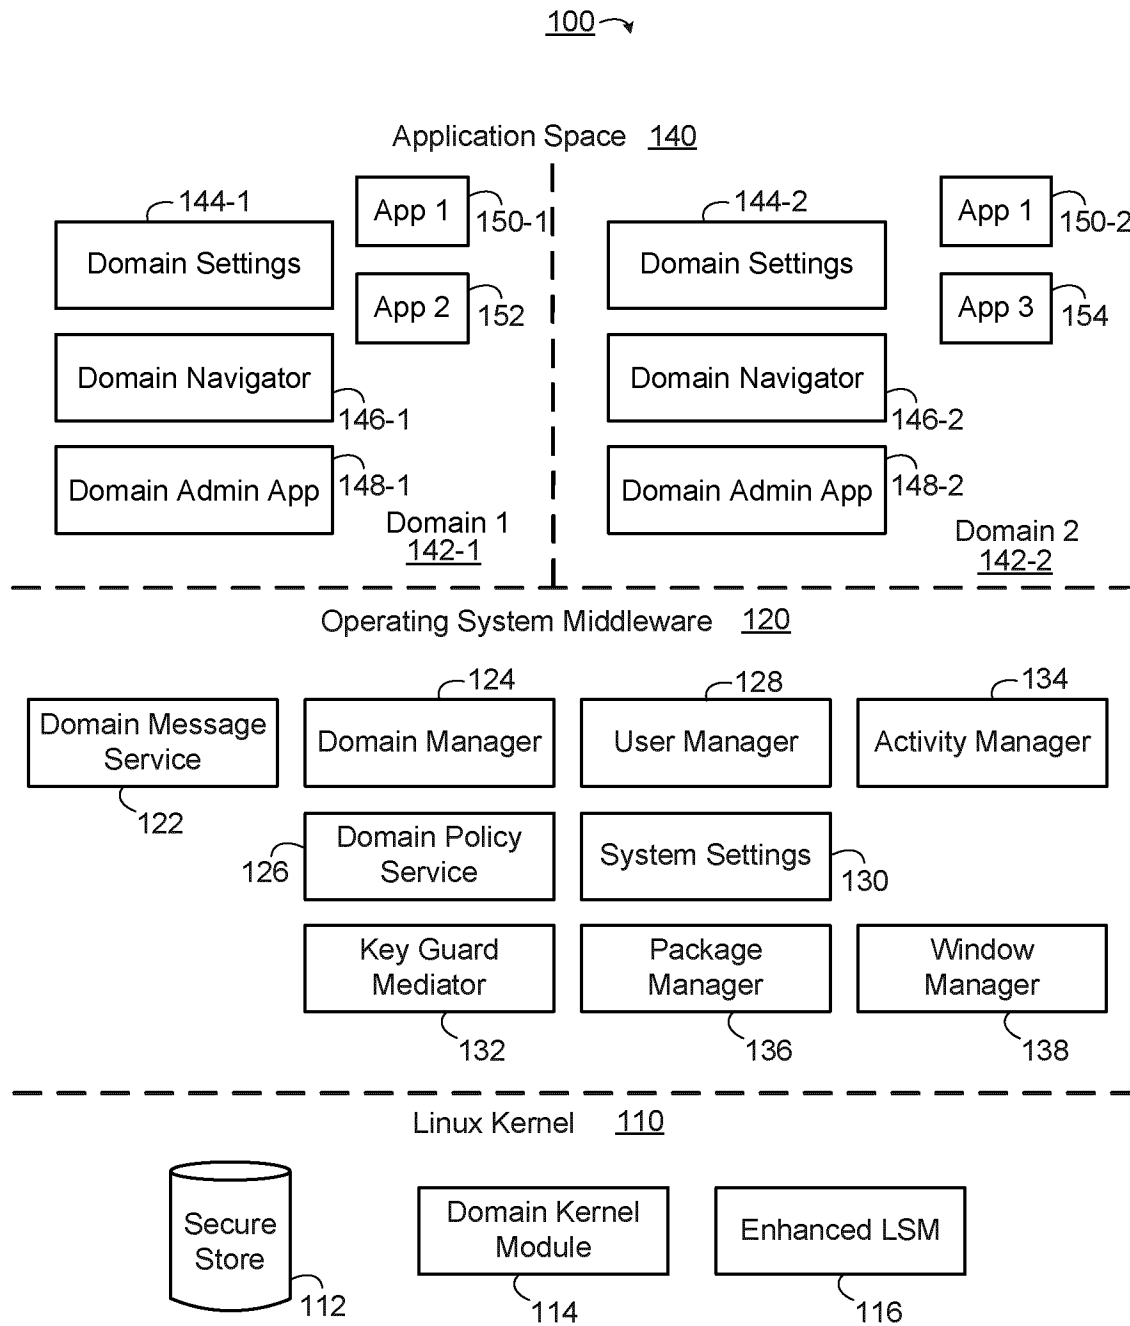 100
Application Space 140
144-1
App 1
150-1
Domain Settings
App 2
152
Domain Navigator
146-1
Domain Admin App
148-1
Domain 1
142-1
144-2
App 1
150-2
Domain Settings
App 3
154
Domain Navigator
146-2
Domain Admin App
148-2
Domain 2
142-2
Operating System Middleware 120
Domain Message
Service
122
124
Domain Manager
128
User Manager
134
Activity Manager
126
Domain Policy
Service
System Settings
130
Key Guard
Mediator
132
Package
Manager
136
Window
Manager
138
Linux Kernel 110
Secure
Store
112
Domain Kernel
Module
114
Enhanced LSM
116